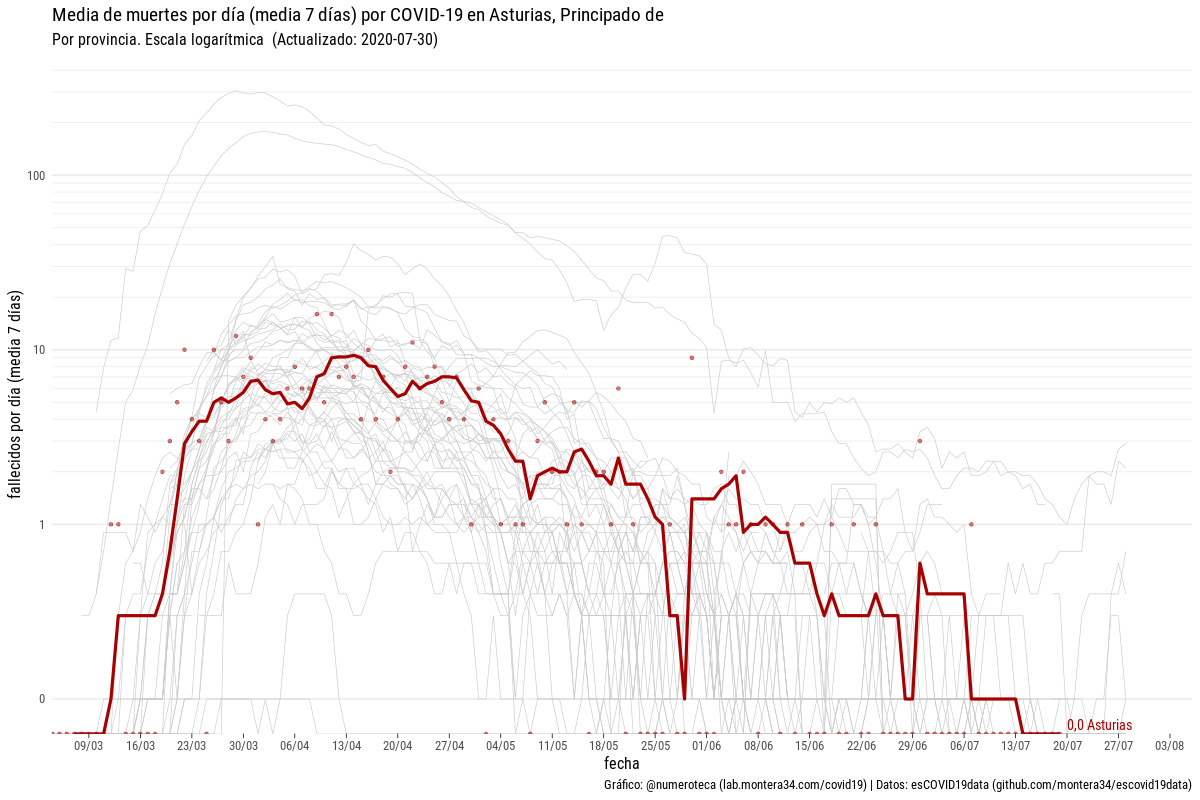 Media de muertes por día (media 7 días) por COVID-19 en Asturias, Principado de
Por provincia. Escala logarítmica  (Actualizado: 2020-07-30)
fallecidos por día (media 7 días)
100
10
1
0
0,0 Asturias
09/03 16/03 23/03 30/03 06/04 13/04 20/04 27/04 04/05 11/05 18/05 25/05 01/06 08/06 15/06 22/06 29/06 06/07 13/07 20/07 27/07 03/08
fecha
Gráfico: @numeroteca (lab.montera34.com/covid19) | Datos: esCOVID19data (github.com/montera34/escovid19data)